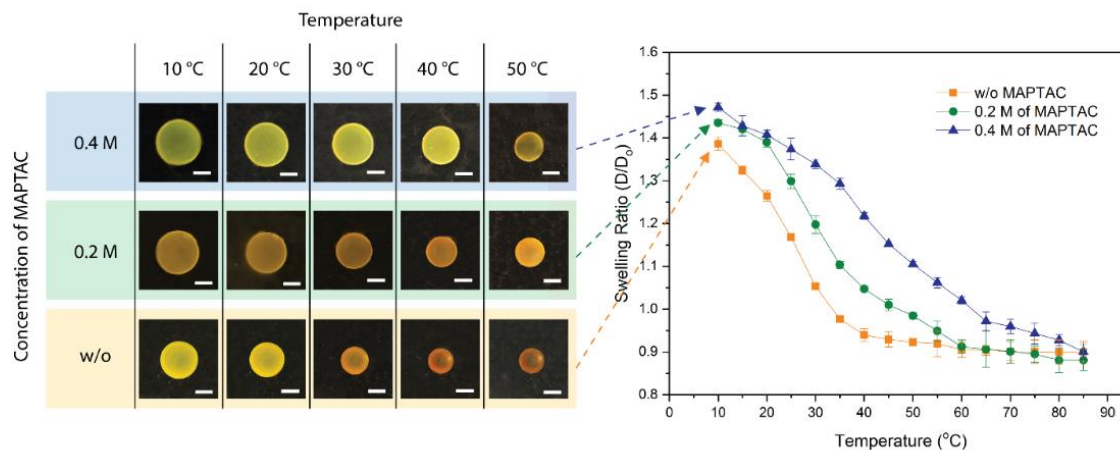 Temperature
10 °C 20 °C 30 °C 40 °C 50 °C
Concentration of MAPTAC
0.4 M
0.2 M
w/o
Swelling Ratio (D/Do)
1.6
1.5
1.4
1.3
1.2
1.1
1.0
0.9
0.8
w/o MAPTAC
0.2 M of MAPTAC
0.4 M of MAPTAC
0 10 20 30 40 50 60 70 80 90
Temperature (°C)